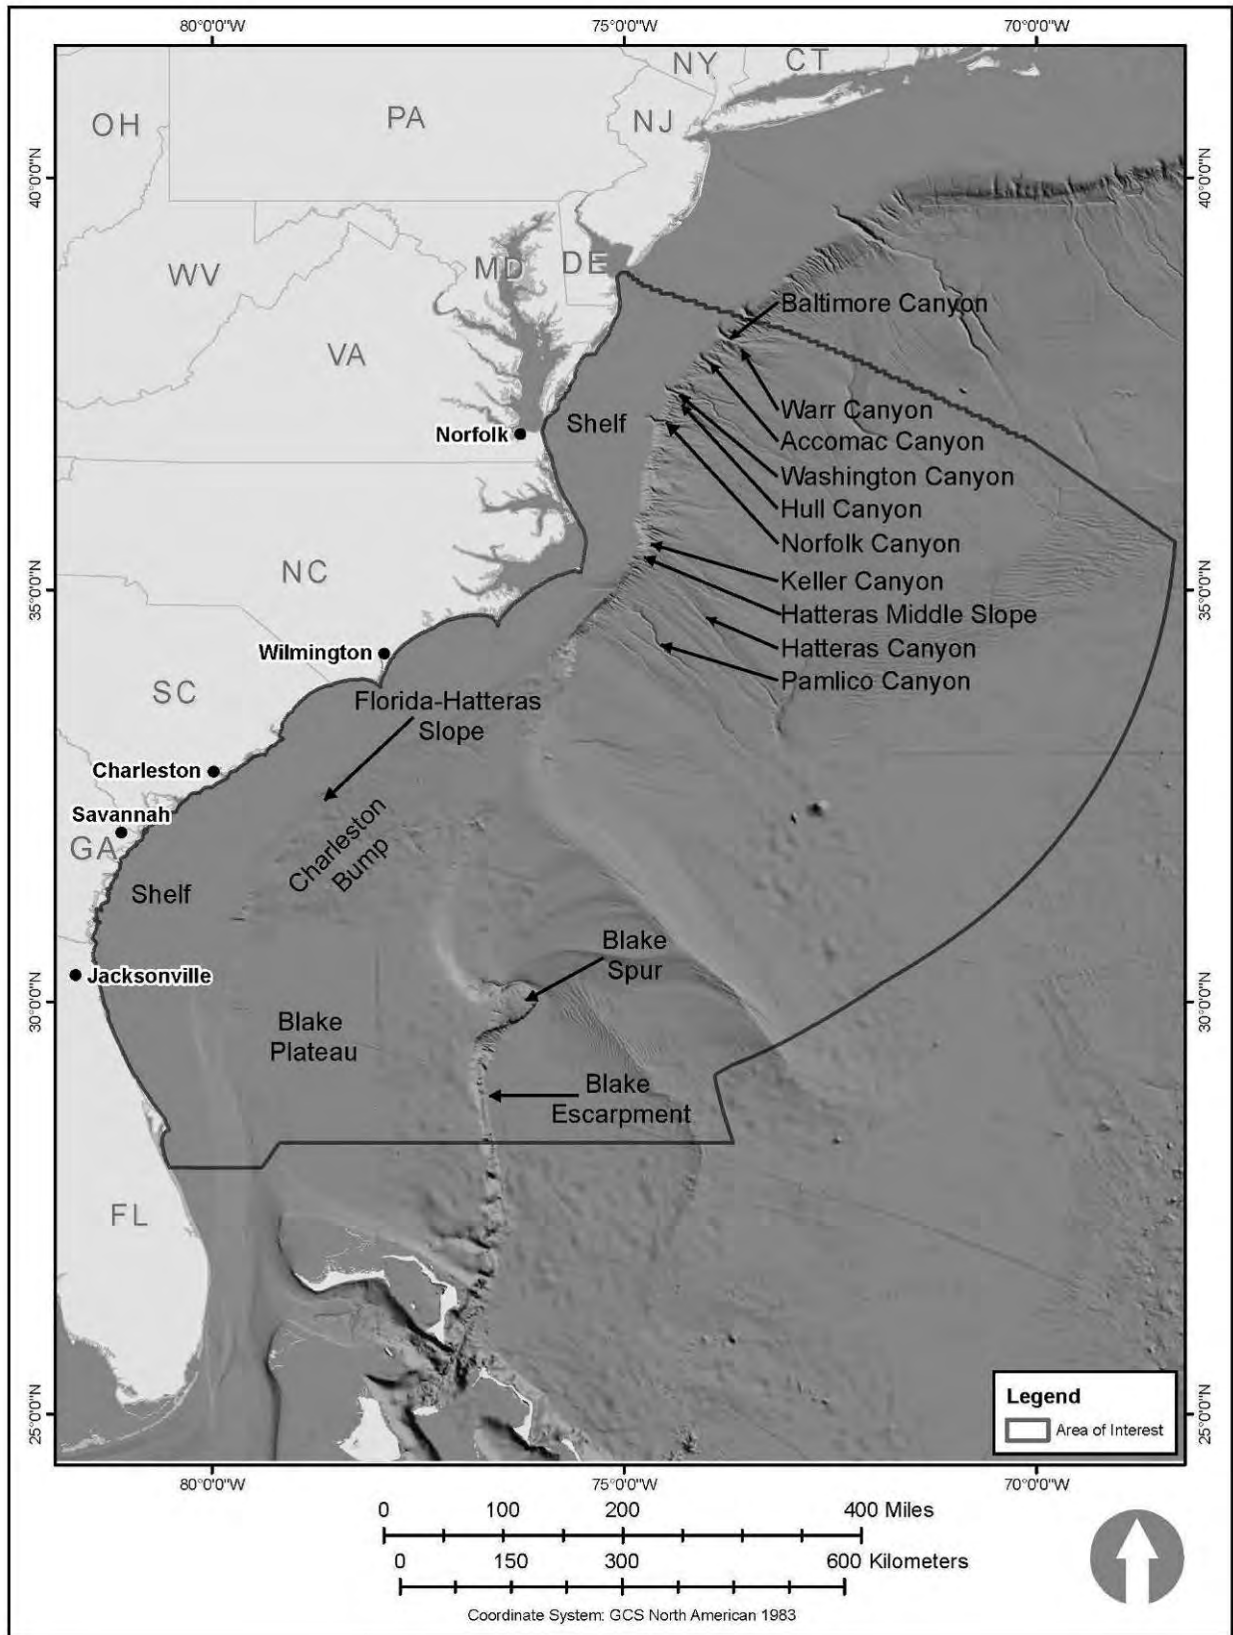 80°0'0"W
75°0'0"W
70°0'0"W
NY
CT
OH
PA
NJ
40°0'0"N
40°0'0"N
WV
MD
DE
Baltimore Canyon
VA
Shelf
Warr Canyon
Norfolk
Accomac Canyon
Washington Canyon
Hull Canyon
Norfolk Canyon
NC
Keller Canyon
35°0'0"N
35°0'0"N
Hatteras Middle Slope
Wilmington
Hatteras Canyon
Pamlico Canyon
SC
Florida-Hatteras
Slope
Charleston
Savannah
GA
Charleston
Bump
Shelf
Blake
Spur
Jacksonville
30°0'0"N
30°0'0"N
Blake
Plateau
Blake
Escarpment
FL
Legend
Area of Interest
25°0'0"N
25°0'0"N
80°0'0"W
75°0'0"W
70°0'0"W
0 100 200 400 Miles
0 150 300 600 Kilometers
Coordinate System: GCS North American 1983